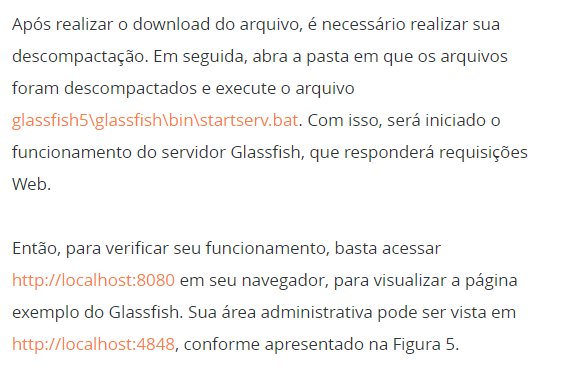 Após realizar o download do arquivo, é necessário realizar sua
descompactação. Em seguida, abra a pasta em que os arquivos
foram descompactados e execute o arquivo
glassfish5\glassfish\bin\startserv.bat. Com isso, será iniciado o
funcionamento do servidor Glassfish, que responderá requisições
Web.
Então, para verificar seu funcionamento, basta acessar
http://localhost:8080 em seu navegador, para visualizar a página
exemplo do Glassfish. Sua área administrativa pode ser vista em
http://localhost:4848, conforme apresentado na Figura 5.